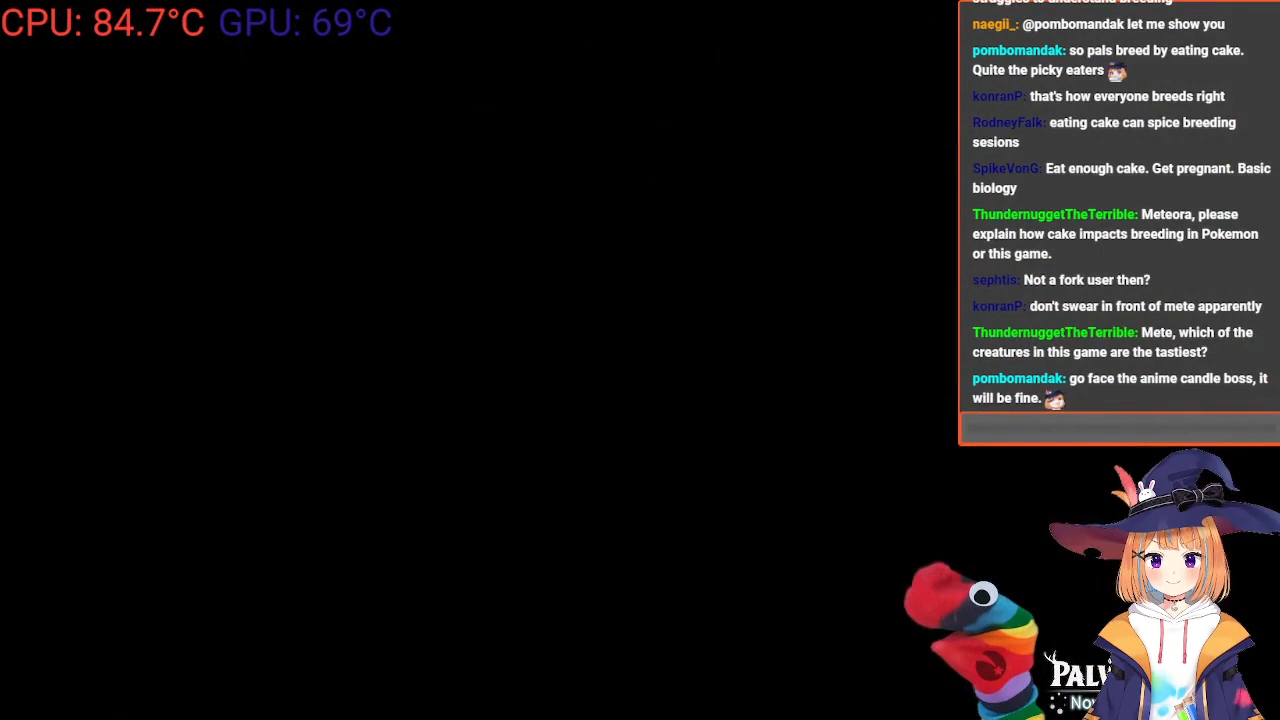 CPU: 84.7°C GPU: 69°C
naegii_: @pombomandak let me show you
pombomandak: so pals breed by eating cake.
Quite the picky eaters
konranP: that's how everyone breeds right
RodneyFalk: eating cake can spice breeding
sesions
SpikeVonG: Eat enough cake. Get pregnant. Basic
biology
ThundernuggetTheTerrible: Meteora, please
explain how cake impacts breeding in Pokemon
or this game.
sephtis: Not a fork user then?
konranP: don't swear in front of mete apparently
ThundernuggetTheTerrible: Mete, which of the
creatures in this game are the tastiest?
pombomandak: go face the anime candle boss, it
will be fine.